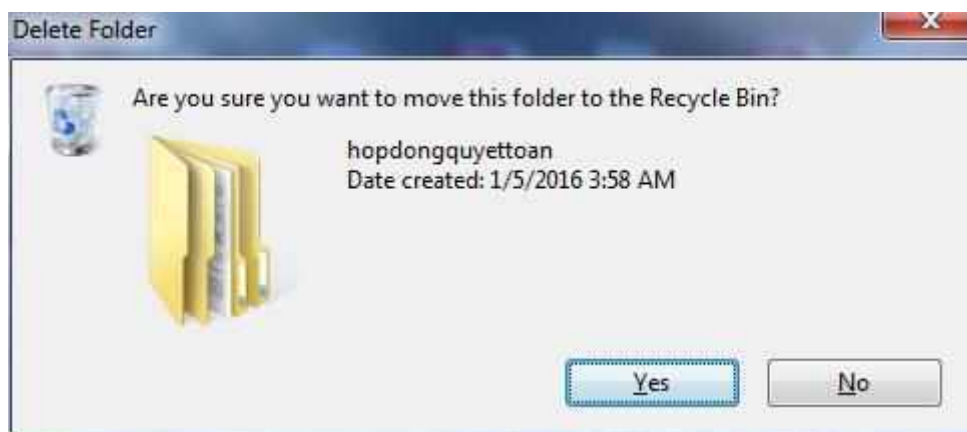 Delete Folder
Are you sure you want to move this folder to the Recycle Bin?
hopdongquyettoan
Date created: 1/5/2016 3:58 AM
Yes
No